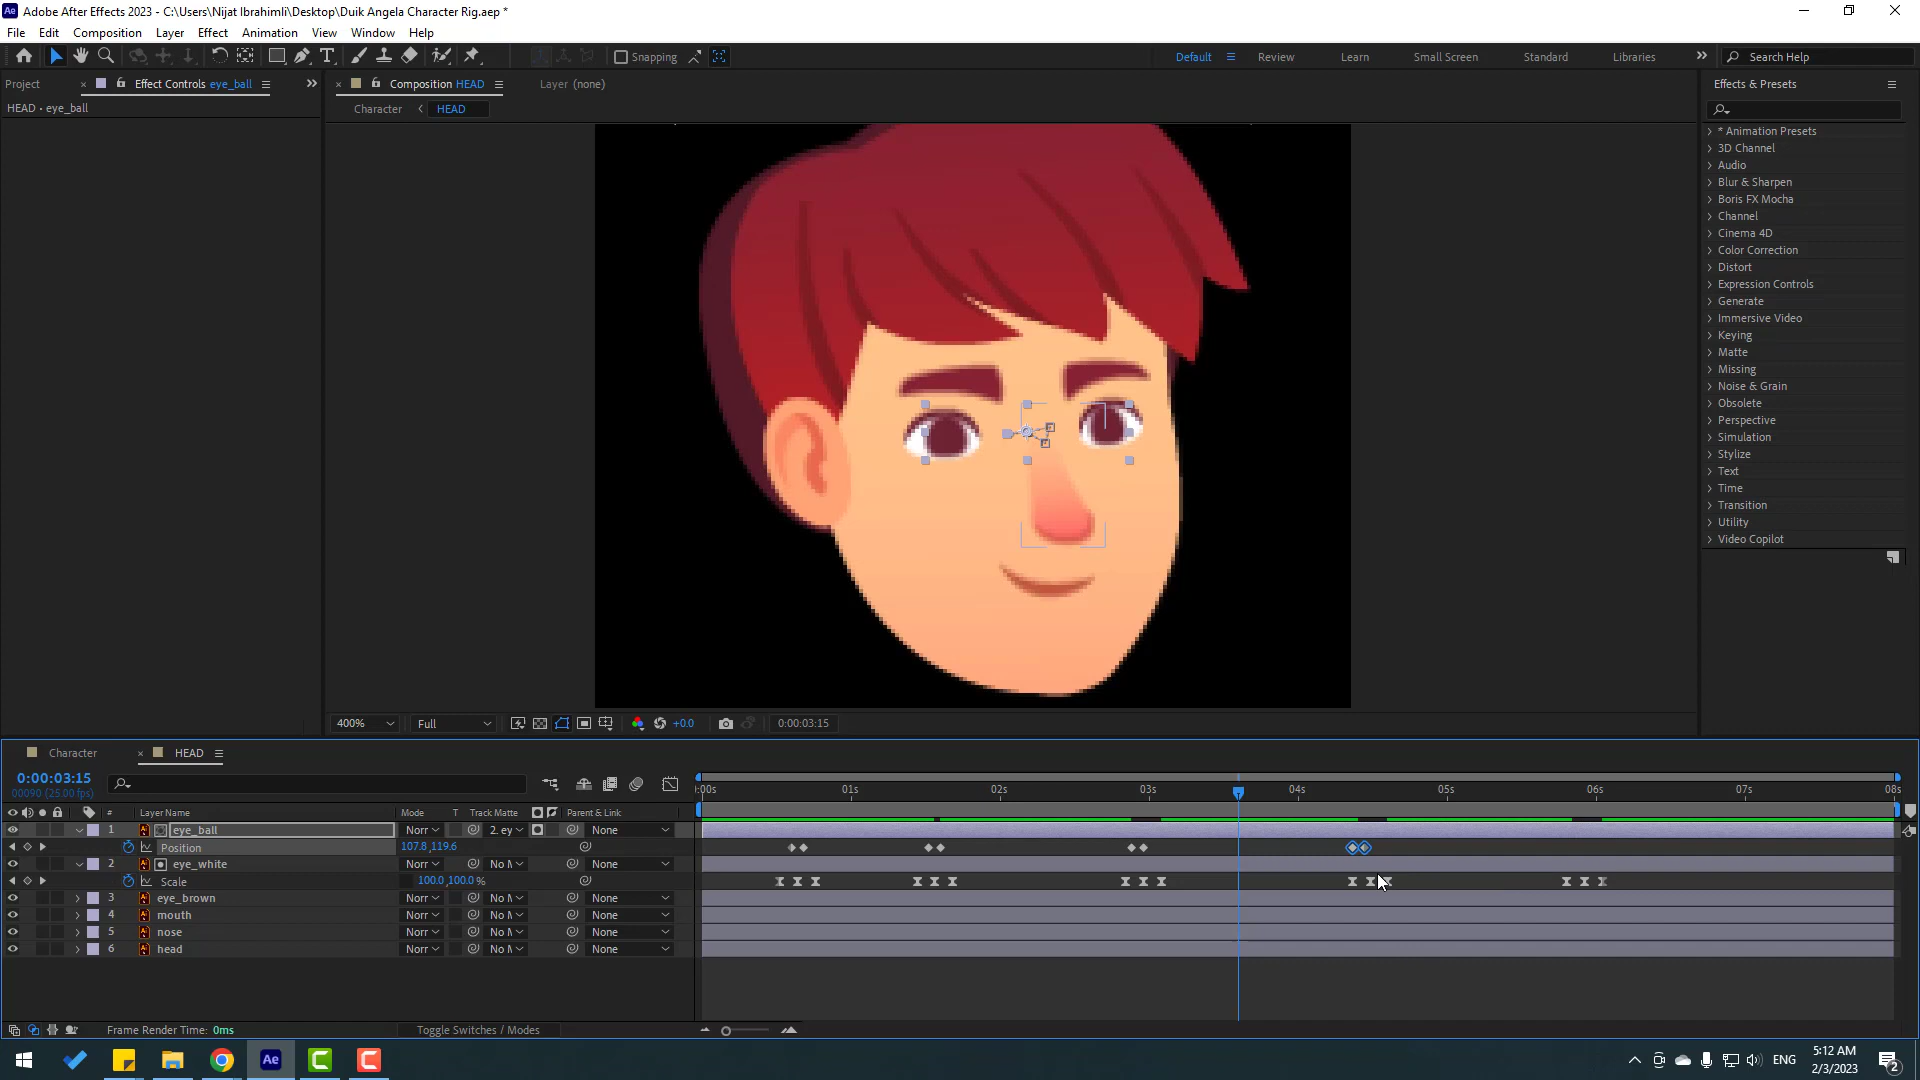 Adobe After Effects 2023 - C:\Users\Nijat Ibrahimli\Desktop\Duik Angela Character Rig.aep *
File Edit Composition Layer Effect Animation View Window Help
Snapping Default Review Learn Small Screen Standard Libraries Search Help
Project Effect Controls eye_ball Composition HEAD Layer (none) Effects & Presets
HEAD • eye_ball Character HEAD
* Animation Presets
3D Channel
Audio
Blur & Sharpen
Boris FX Mocha
Channel
Cinema 4D
Color Correction
Distort
Expression Controls
Generate
Immersive Video
Keying
Matte
Missing
Noise & Grain
Obsolete
Perspective
Simulation
Stylize
Text
Time
Transition
Utility
Video Copilot
400% Full +0.0 0:00:03:15
Character HEAD
0:00:03:15
00090 (25.00 fps)
:00s 01s 02s 03s 04s 05s 06s 07s 08s
# Layer Name Mode T Track Matte Parent & Link
1 eye_ball Norr 2. ey None
Position 107.8,119.6
2 eye_white Norr No M None
Scale 100.0,100.0%
3 eye_brown Norr No M None
4 mouth Norr No M None
5 nose Norr No M None
6 head Norr No M None
Frame Render Time: 0ms Toggle Switches / Modes
Ae ENG 5:12 AM
2/3/2023 2